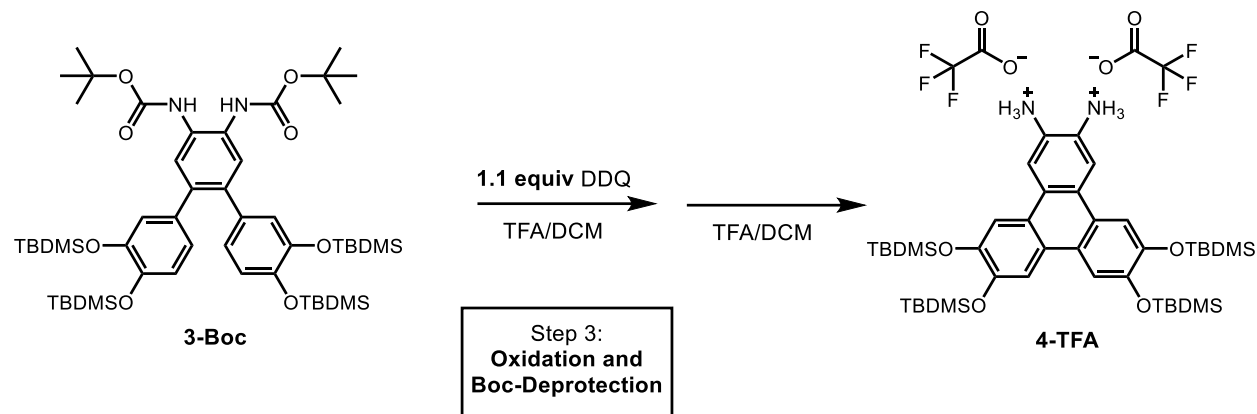 O
O
F
F
F
O⁻
⁻O
F
F
F
O
O
NH
HN
O
O
+
+
H₃N
NH₃
1.1 equiv DDQ
TFA/DCM
TFA/DCM
TBDMSO
OTBDMS
TBDMSO
OTBDMS
TBDMSO
OTBDMS
TBDMSO
OTBDMS
3-Boc
4-TFA
Step 3:
Oxidation and
Boc-Deprotection